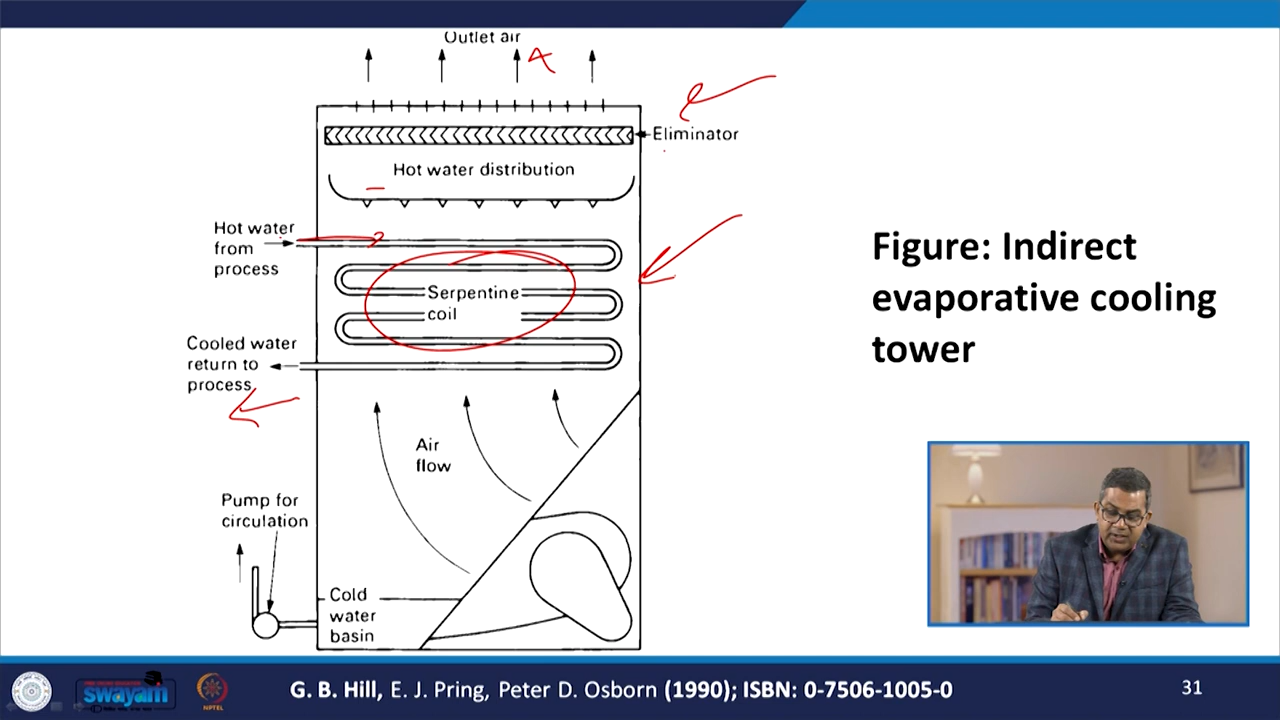 Outlet air
Eliminator
Hot water distribution
Hot water
from
process
Serpentine
coil
Cooled water
return to
process
Air
flow
Pump for
circulation
Cold
water
basin
Figure: Indirect
evaporative cooling
tower
swayam
NPTEL
G. B. Hill, E. J. Pring, Peter D. Osborn (1990); ISBN: 0-7506-1005-0
31